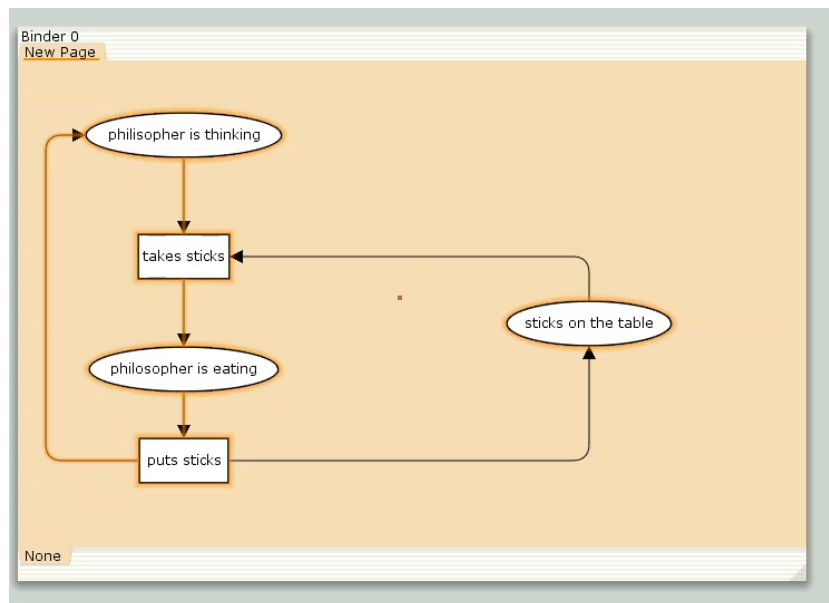 Binder 0
New Page
philisopher is thinking
takes sticks
sticks on the table
philosopher is eating
puts sticks
None